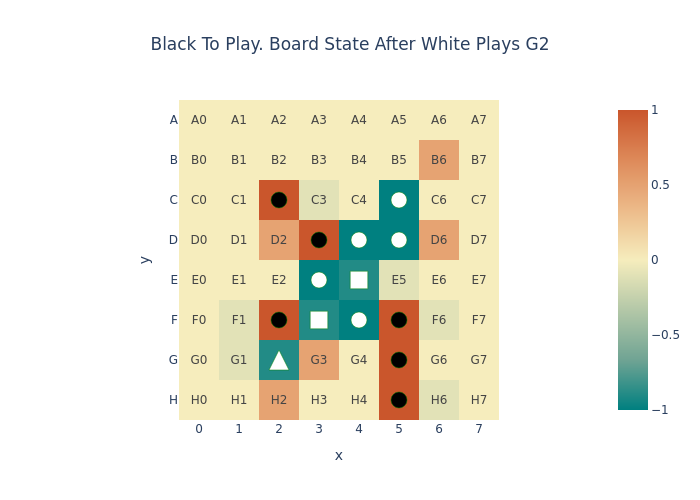 Black To Play. Board State After White Plays G2
A A0 A1 A2 A3 A4 A5 A6 A7
B B0 B1 B2 B3 B4 B5 B6 B7
C C0 C1 C3 C4 C6 C7
D D0 D1 D2 D6 D7
E E0 E1 E2 E5 E6 E7
F F0 F1 F6 F7
G G0 G1 G3 G4 G6 G7
H H0 H1 H2 H3 H4 H6 H7
0 1 2 3 4 5 6 7
x
y
1
0.5
0
−0.5
−1